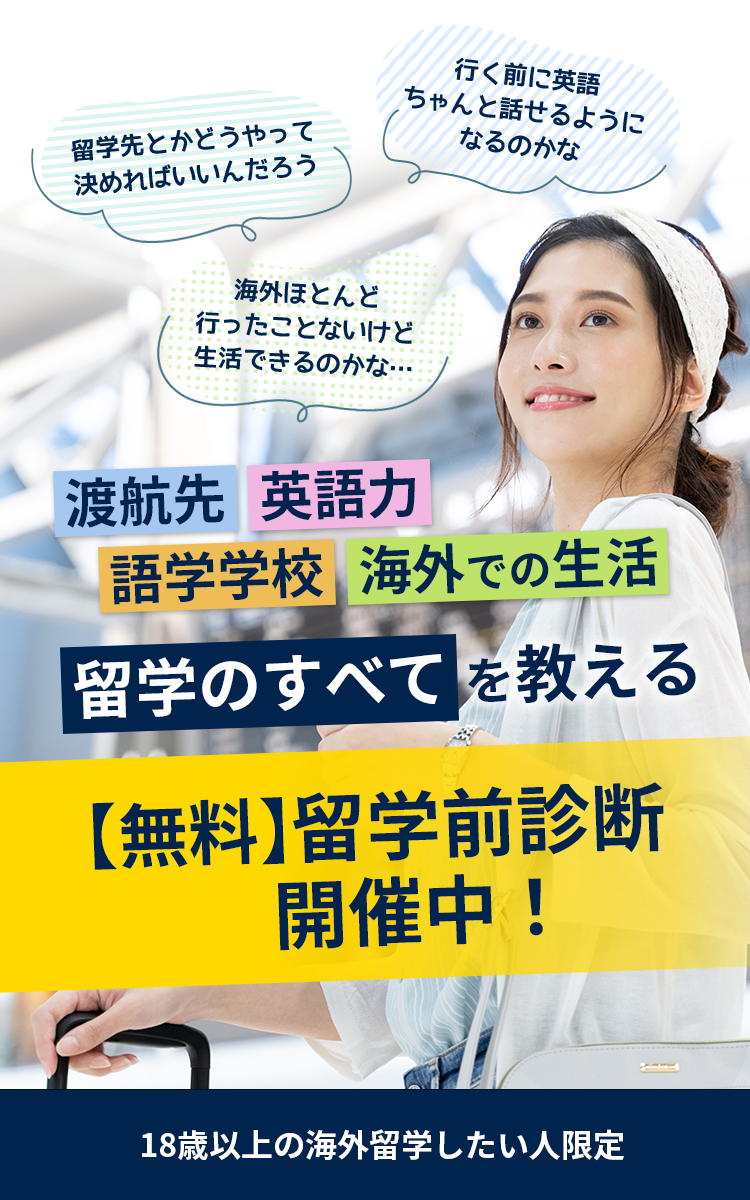 行く前に英語
ちゃんと話せるように
なるのかな
留学先とかどうやって
決めればいいんだろう
海外ほとんど
行ったことないけど
生活できるのかな…
渡航先 英語力
語学学校 海外での生活
留学のすべてを教える
【無料】留学前診断
開催中！
18歳以上の海外留学したい人限定